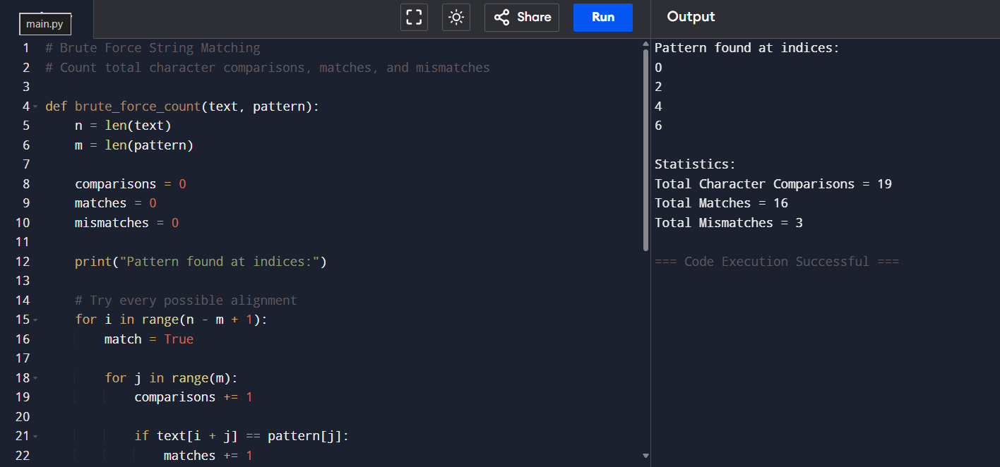 main.py
Share
Run
Output
1 # Brute Force String Matching
2 # Count total character comparisons, matches, and mismatches
3
4 def brute_force_count(text, pattern):
5     n = len(text)
6     m = len(pattern)
7
8     comparisons = 0
9     matches = 0
10     mismatches = 0
11
12     print("Pattern found at indices:")
13
14     # Try every possible alignment
15     for i in range(n - m + 1):
16         match = True
17
18         for j in range(m):
19             comparisons += 1
20
21             if text[i + j] == pattern[j]:
22                 matches += 1
Pattern found at indices:
0
2
4
6
Statistics:
Total Character Comparisons = 19
Total Matches = 16
Total Mismatches = 3
=== Code Execution Successful ===